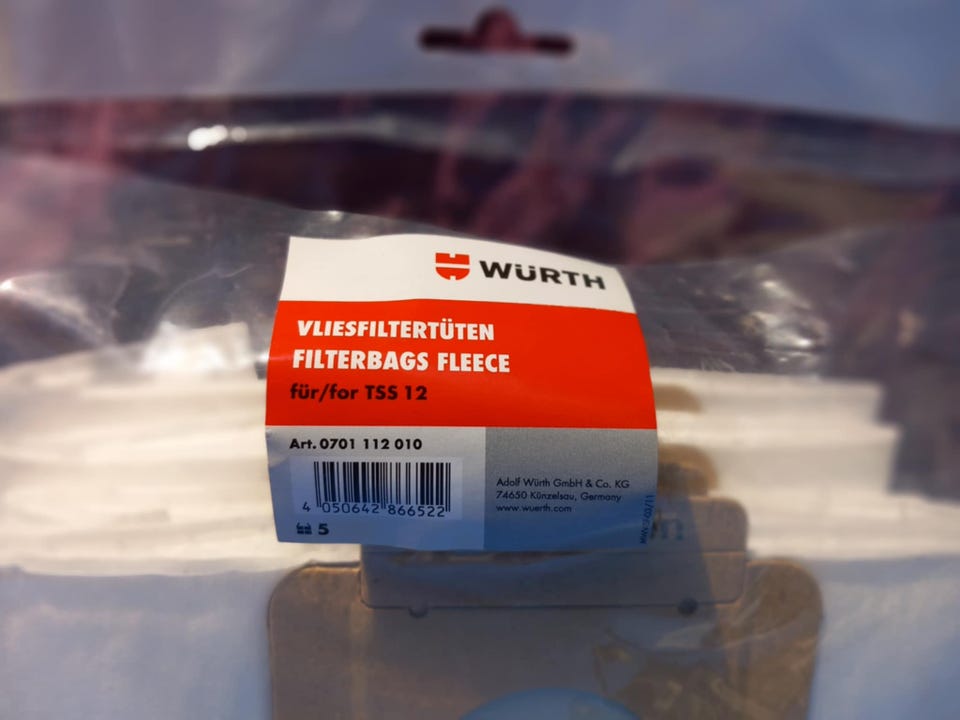 WÜRTH
VLIESFILTERTÜTEN
FILTERBAGS FLEECE
für/for TSS 12
Art. 0701 112 010
4 050642 866522
5
Adolf Würth GmbH & Co. KG
74650 Künzelsau, Germany
www.wuerth.com